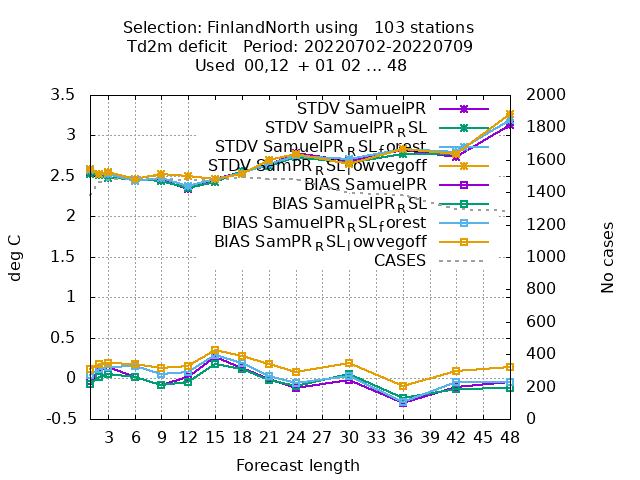 Selection: FinlandNorth using 103 stations
Td2m deficit Period: 20220702-20220709
Used 00,12 + 01 02 ... 48
3.5
3
2.5
2
1.5
1
0.5
0
-0.5
deg C
STDV SamuelPR
STDV SamuelPR_RSL
STDV SamuelPR_RSL_forest
STDV SamPR_RSL_lowvegoff
BIAS SamuelPR
BIAS SamuelPR_RSL
BIAS SamuelPR_RSL_forest
BIAS SamPR_RSL_lowvegoff
CASES
2000
1800
1600
1400
1200
1000
800
600
400
200
0
No cases
3 6 9 12 15 18 21 24 27 30 33 36 39 42 45 48
Forecast length